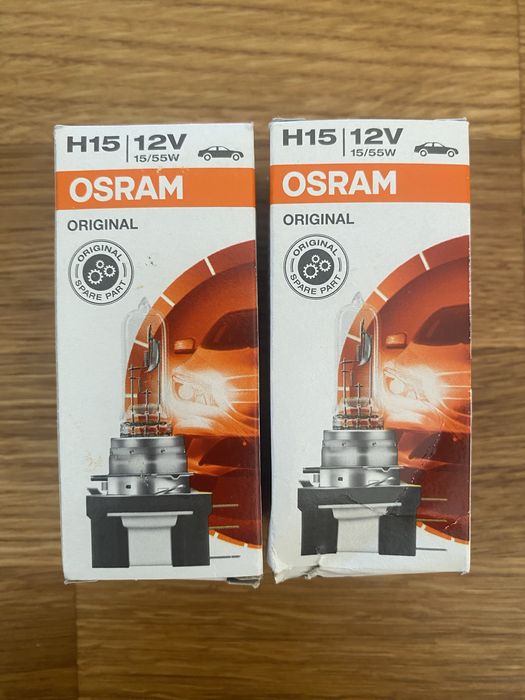 H15 12V
15/55W
OSRAM
ORIGINAL
ORIGINAL
SPARE PART
H15 12V
15/55W
OSRAM
ORIGINAL
ORIGINAL
SPARE PART